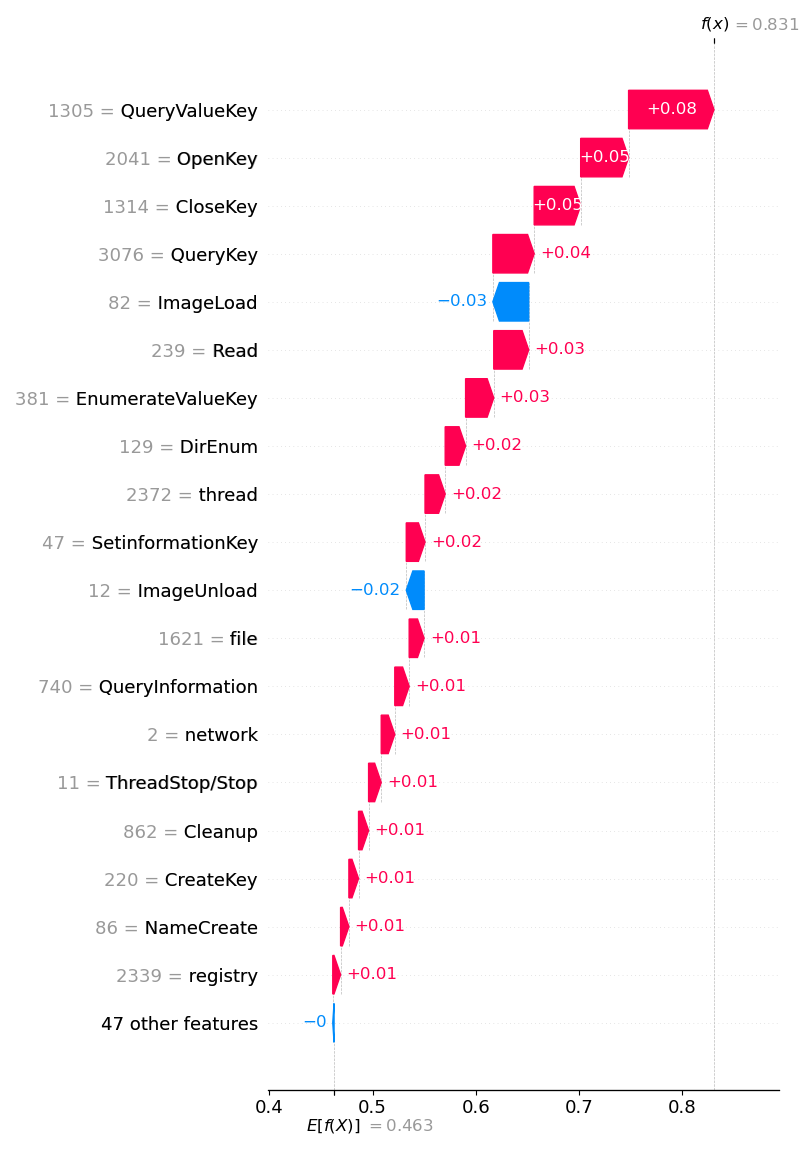 f(x) = 0.831
1305 = QueryValueKey +0.08
2041 = OpenKey +0.05
1314 = CloseKey +0.05
3076 = QueryKey +0.04
82 = ImageLoad −0.03
239 = Read +0.03
381 = EnumerateValueKey +0.03
129 = DirEnum +0.02
2372 = thread +0.02
47 = SetinformationKey +0.02
12 = ImageUnload −0.02
1621 = file +0.01
740 = QueryInformation +0.01
2 = network +0.01
11 = ThreadStop/Stop +0.01
862 = Cleanup +0.01
220 = CreateKey +0.01
86 = NameCreate +0.01
2339 = registry +0.01
47 other features −0
0.4 0.5 0.6 0.7 0.8
E[f(X)] = 0.463